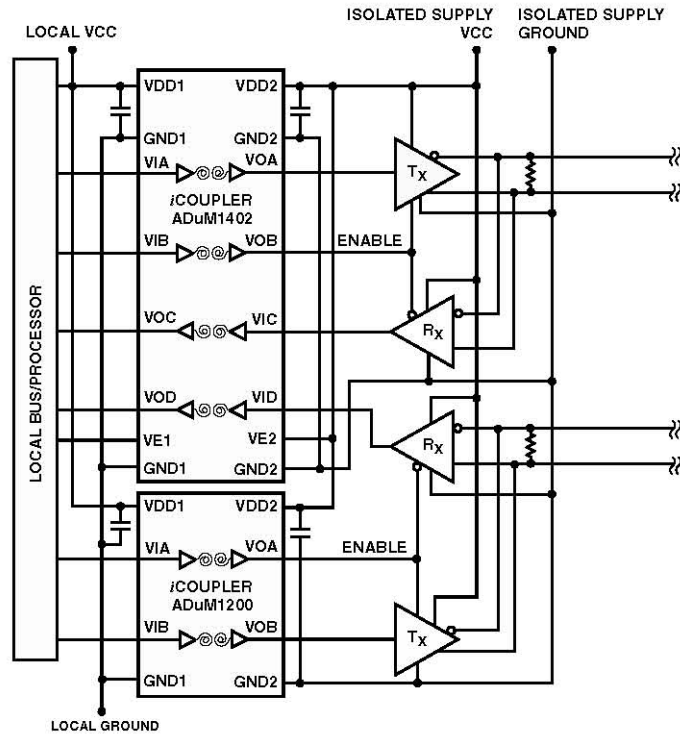 LOCAL VCC
ISOLATED SUPPLY
VCC
ISOLATED SUPPLY
GROUND
LOCAL BUS/PROCESSOR
VDD1
VDD2
GND1
GND2
VIA
VOA
iCOUPLER
ADuM1402
VIB
VOB
ENABLE
VOC
VIC
VOD
VID
VE1
VE2
GND1
GND2
TX
RX
RX
VDD1
VDD2
VIA
VOA
ENABLE
iCOUPLER
ADuM1200
VIB
VOB
TX
GND1
GND2
LOCAL GROUND